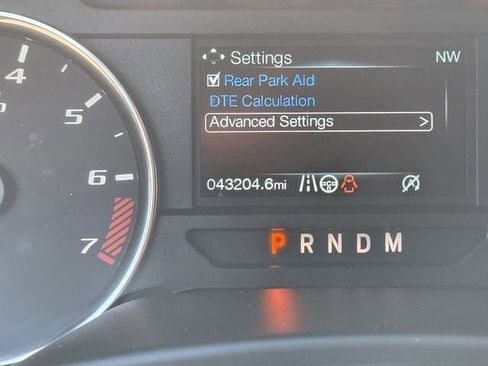 Settings NW
Rear Park Aid
DTE Calculation
Advanced Settings >
043204.6mi
P R N D M
4
5
6
7